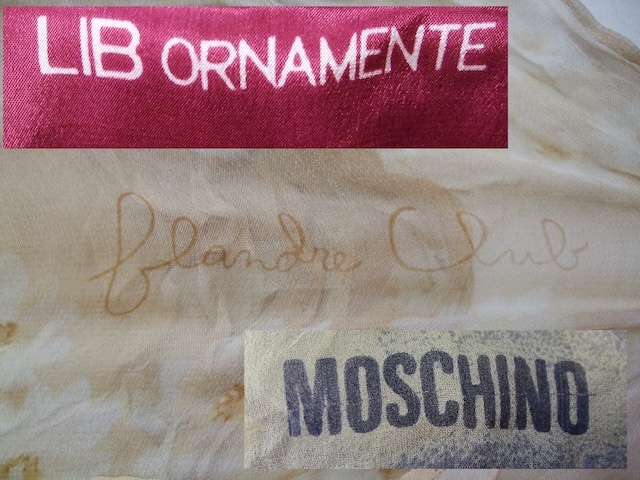 LIB ORNAMENTE
flandre Club
MOSCHINO